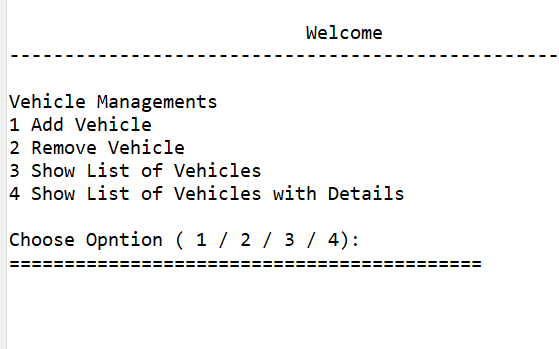 Welcome
--------------------------------------------------
Vehicle Managements
1 Add Vehicle
2 Remove Vehicle
3 Show List of Vehicles
4 Show List of Vehicles with Details
Choose Opntion ( 1 / 2 / 3 / 4):
===========================================